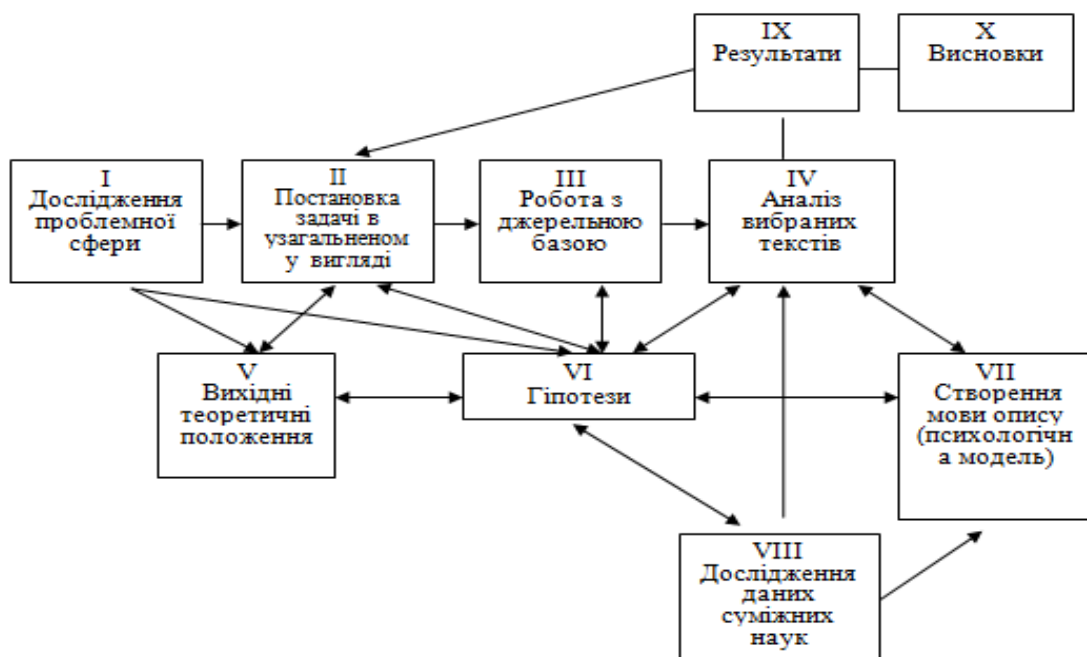 IX
Результати
X
Висновки
I
Дослідження
проблемної
сфери
II
Постановка
задачі в
узагальненом
у вигляді
III
Робота з
джерельною
базою
IV
Аналіз
вибраних
текстів
V
Вихідні
теоретичні
положення
VI
Гіпотези
VII
Створення
мови опису
(психологічн
а модель)
VIII
Дослідження
даних
суміжних
наук